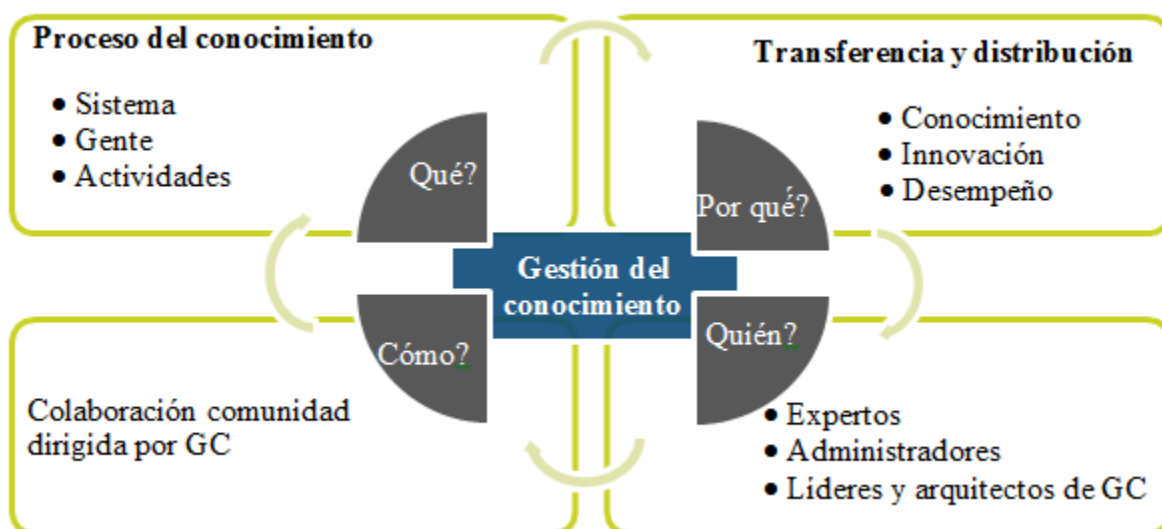 Proceso del conocimiento
• Sistema
• Gente
• Actividades
Qué?
Transferencia y distribución
• Conocimiento
• Innovación
• Desempeño
Por qué?
Gestión del
conocimiento
Cómo?
Colaboración comunidad
dirigida por GC
Quién?
• Expertos
• Administradores
• Líderes y arquitectos de GC